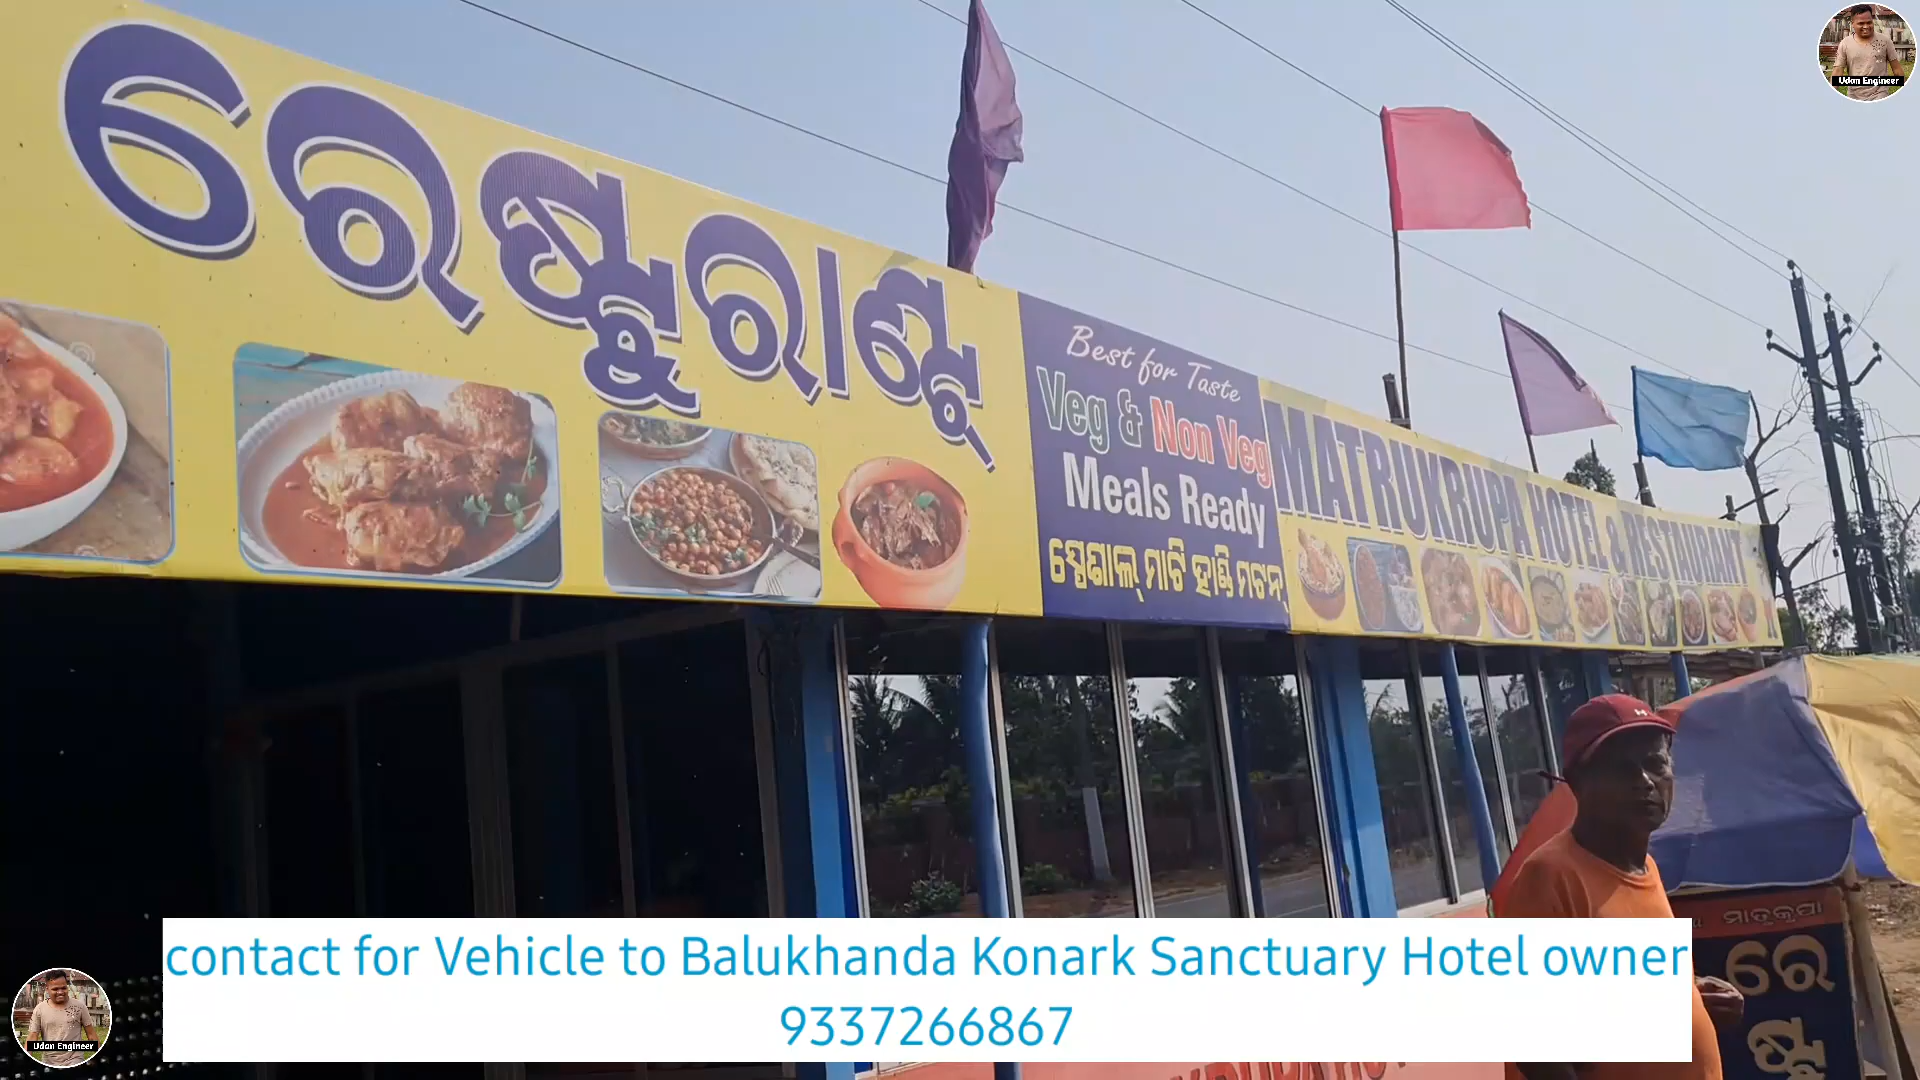 ରେଷ୍ଟୁରାଣ୍ଟ୍
Best for Taste
Veg & Non Veg
Meals Ready
ସ୍ପେଶାଲ୍ ମାଟି ହାଣ୍ଡି ମଟନ୍
MATRUKRUPA HOTEL & RESTAURANT
Udan Engineer
ମାତୃକୃପା
ରେ
ଷ୍ଟୁ
contact for Vehicle to Balukhanda Konark Sanctuary Hotel owner
9337266867
Udan Engineer